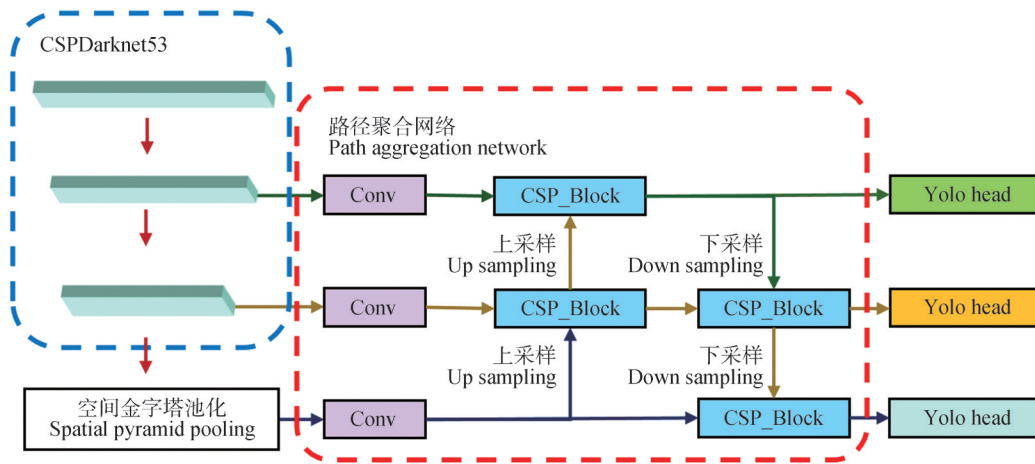 CSPDarknet53
路径聚合网络
Path aggregation network
Conv
CSP_Block
Yolo head
上采样
Up sampling
下采样
Down sampling
Conv
CSP_Block
CSP_Block
Yolo head
上采样
Up sampling
下采样
Down sampling
空间金字塔池化
Spatial pyramid pooling
Conv
CSP_Block
Yolo head